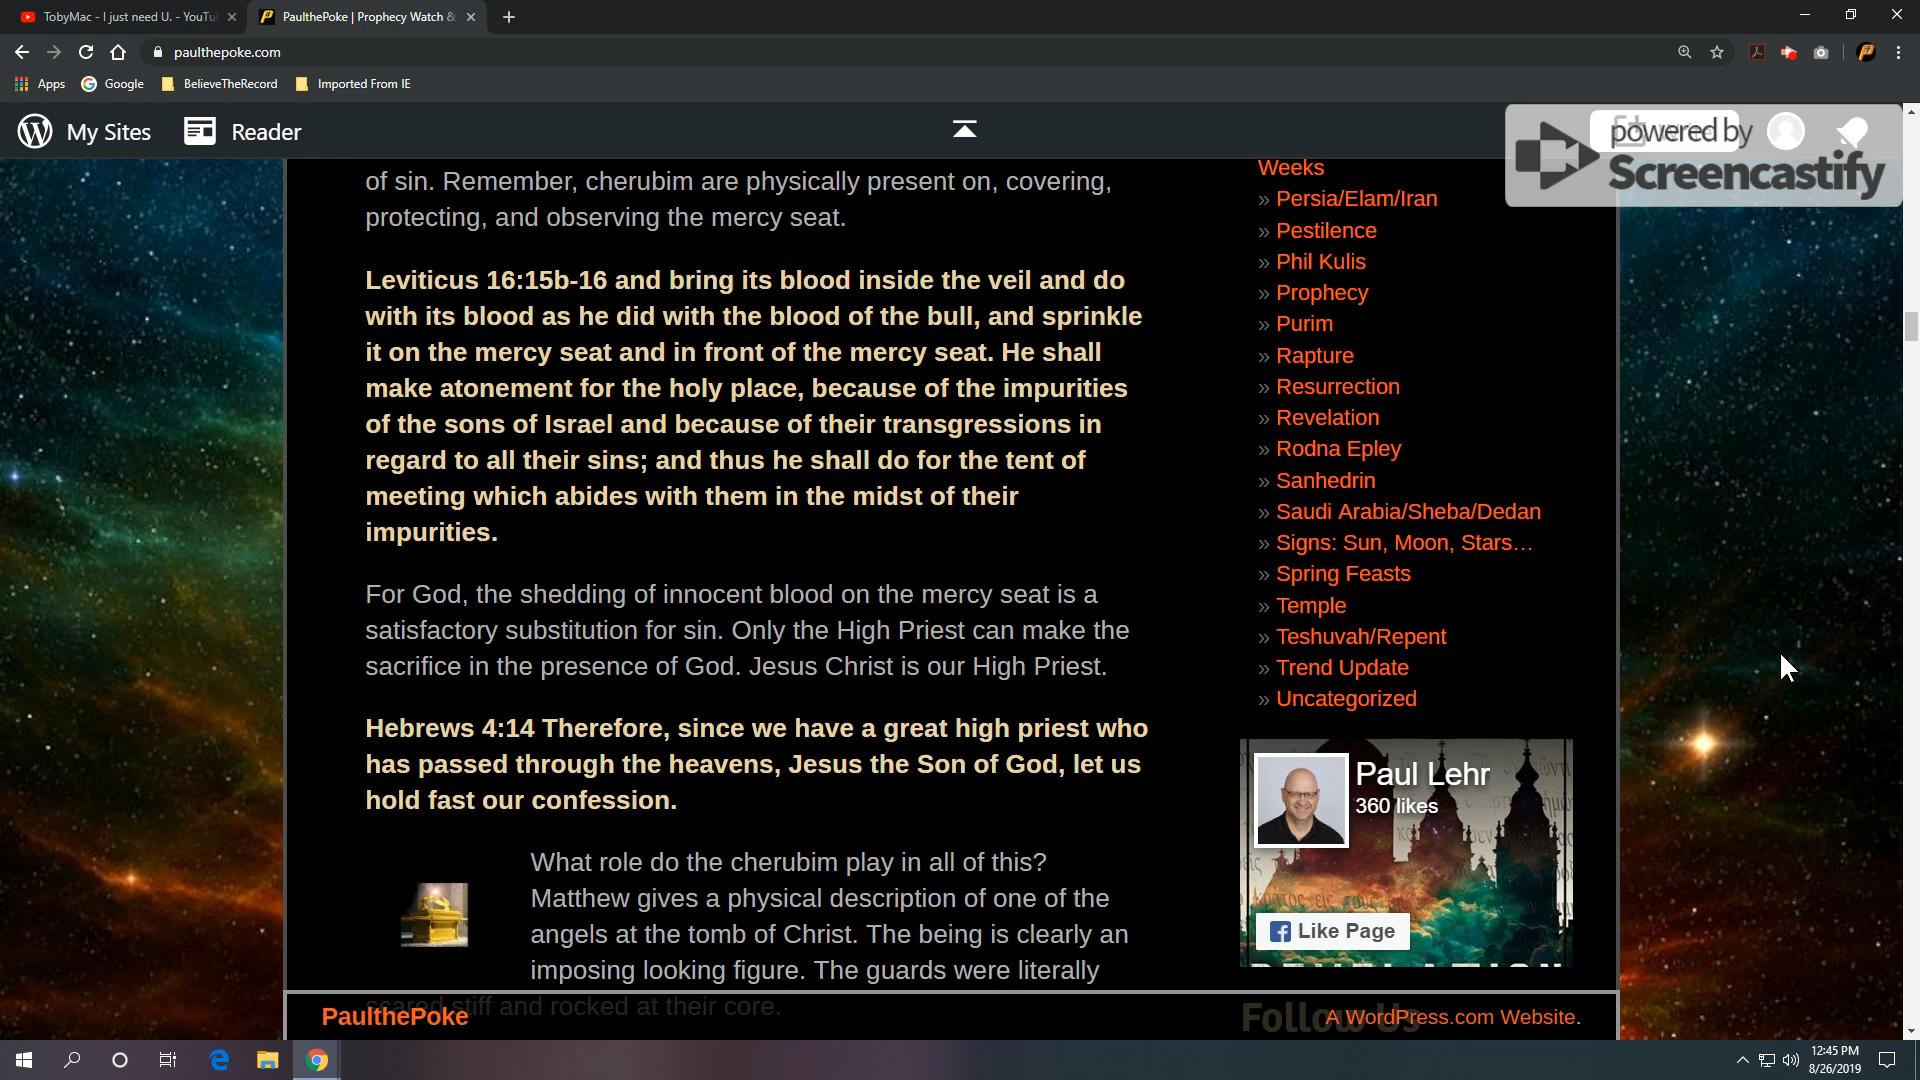 TobyMac - I just need U. - YouTu
PaulthePoke | Prophecy Watch &
paulthepoke.com
Apps
Google
BelieveTheRecord
Imported From IE
My Sites
Reader
powered by
Screencastify
of sin. Remember, cherubim are physically present on, covering,
protecting, and observing the mercy seat.
Leviticus 16:15b-16 and bring its blood inside the veil and do
with its blood as he did with the blood of the bull, and sprinkle
it on the mercy seat and in front of the mercy seat. He shall
make atonement for the holy place, because of the impurities
of the sons of Israel and because of their transgressions in
regard to all their sins; and thus he shall do for the tent of
meeting which abides with them in the midst of their
impurities.
For God, the shedding of innocent blood on the mercy seat is a
satisfactory substitution for sin. Only the High Priest can make the
sacrifice in the presence of God. Jesus Christ is our High Priest.
Hebrews 4:14 Therefore, since we have a great high priest who
has passed through the heavens, Jesus the Son of God, let us
hold fast our confession.
What role do the cherubim play in all of this?
Matthew gives a physical description of one of the
angels at the tomb of Christ. The being is clearly an
imposing looking figure. The guards were literally
scared stiff and rocked at their core.
Weeks
» Persia/Elam/Iran
» Pestilence
» Phil Kulis
» Prophecy
» Purim
» Rapture
» Resurrection
» Revelation
» Rodna Epley
» Sanhedrin
» Saudi Arabia/Sheba/Dedan
» Signs: Sun, Moon, Stars…
» Spring Feasts
» Temple
» Teshuvah/Repent
» Trend Update
» Uncategorized
Paul Lehr
360 likes
Like Page
REVELATION
Follow Us
PaulthePoke
A WordPress.com Website.
12:45 PM
8/26/2019